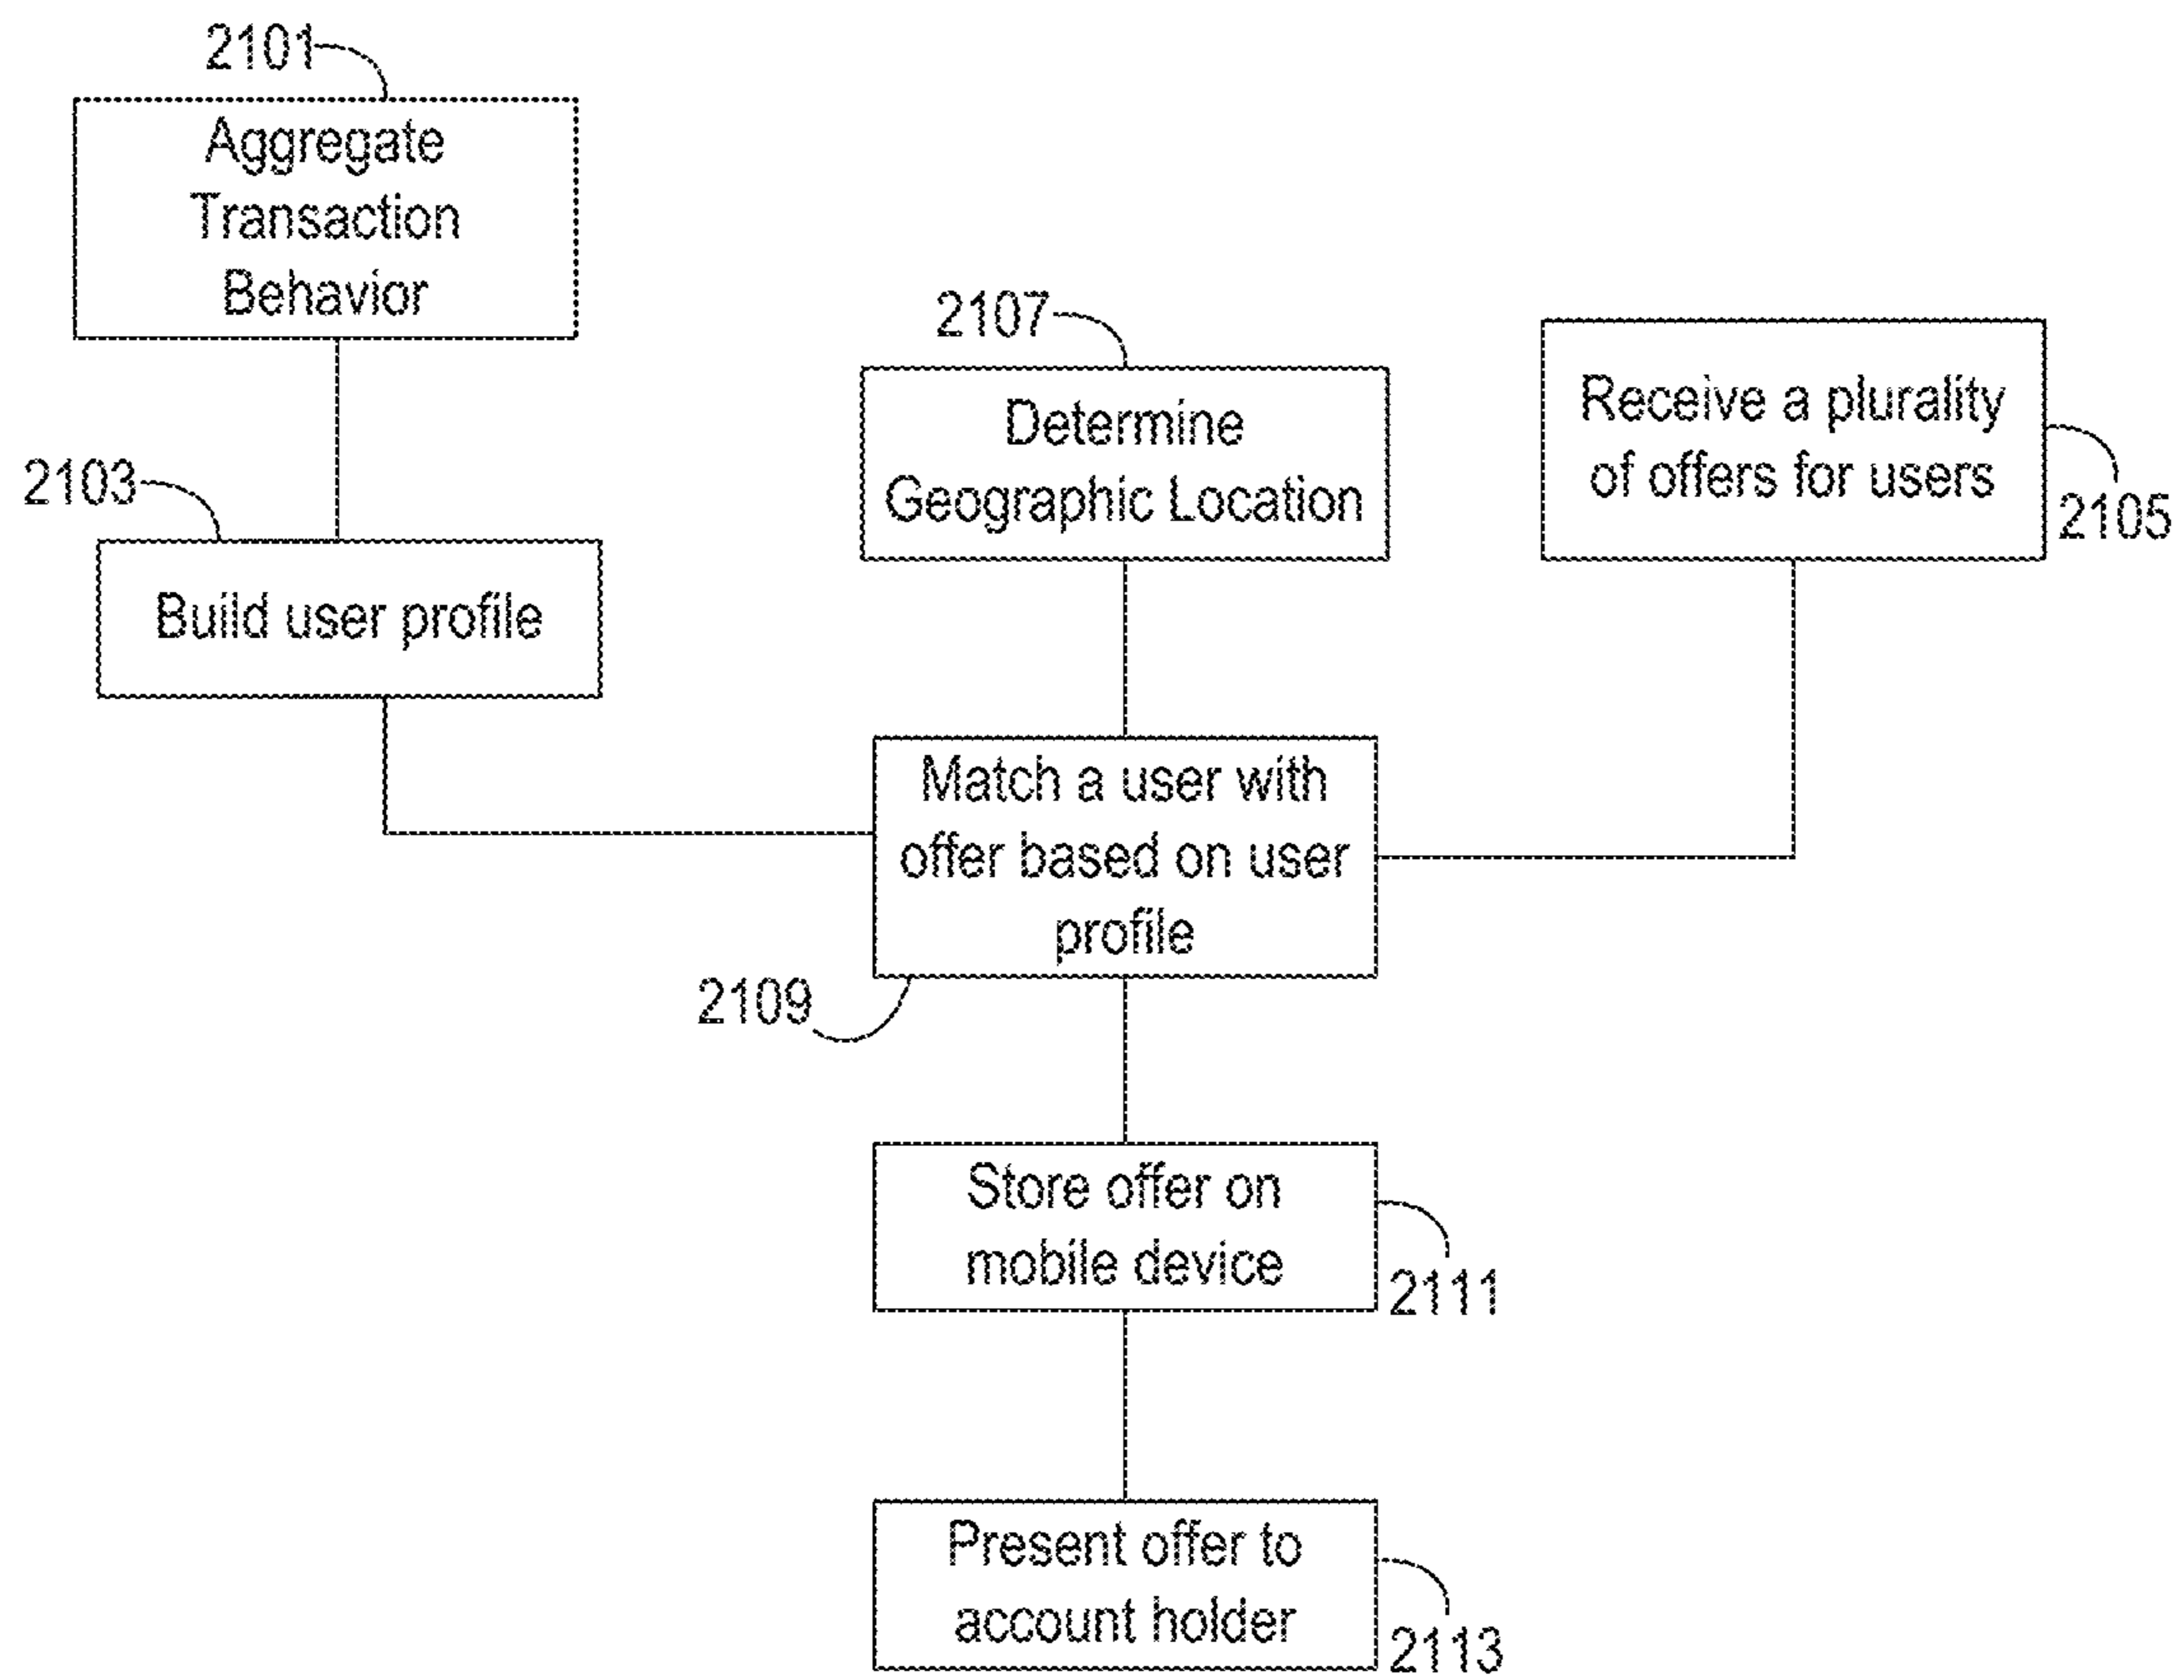 2101
Aggregate
Transaction
Behavior
2103
Build user profile
2107
Determine
Geographic Location
Receive a plurality
of offers for users
2105
Match a user with
offer based on user
profile
2109
Store offer on
mobile device
2111
Present offer to
account holder
2113